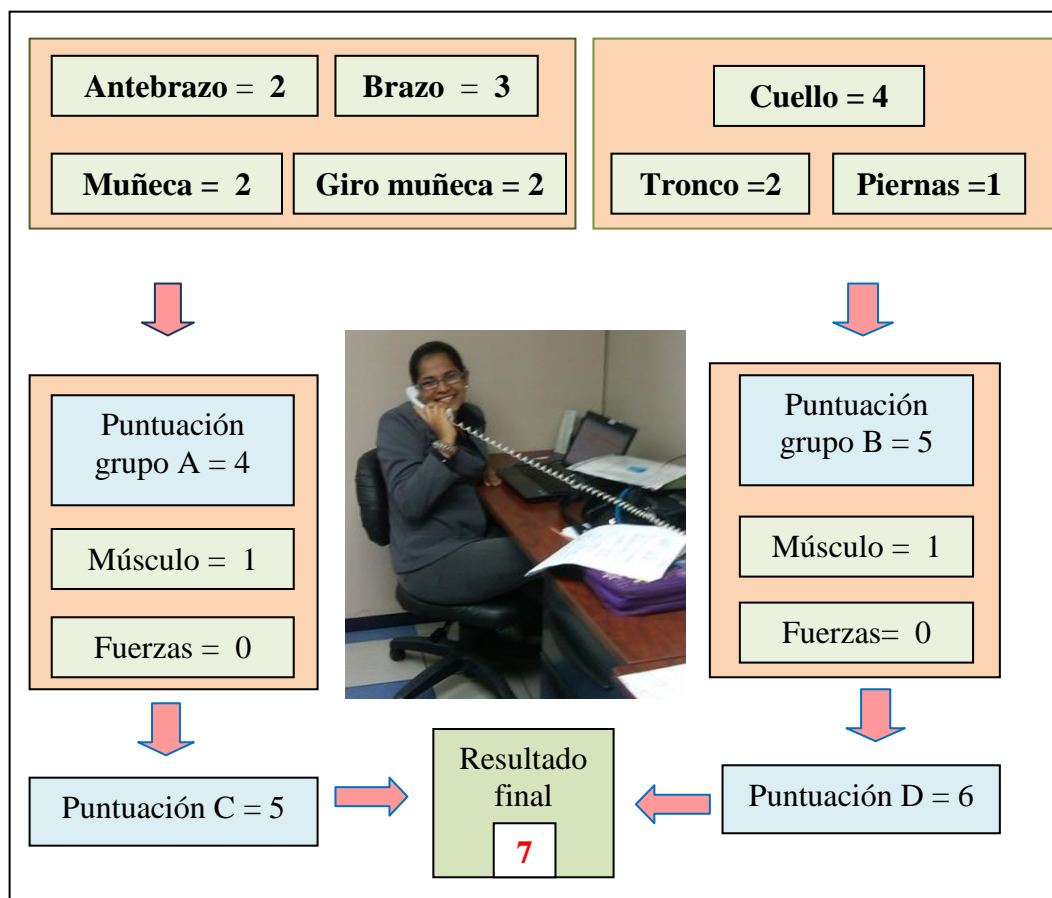 Antebrazo = 2
Brazo = 3
Muñeca = 2
Giro muñeca = 2
Cuello = 4
Tronco =2
Piernas =1
Puntuación
grupo A = 4
Músculo = 1
Fuerzas = 0
Puntuación
grupo B = 5
Músculo = 1
Fuerzas= 0
Puntuación C = 5
Resultado
final
7
Puntuación D = 6